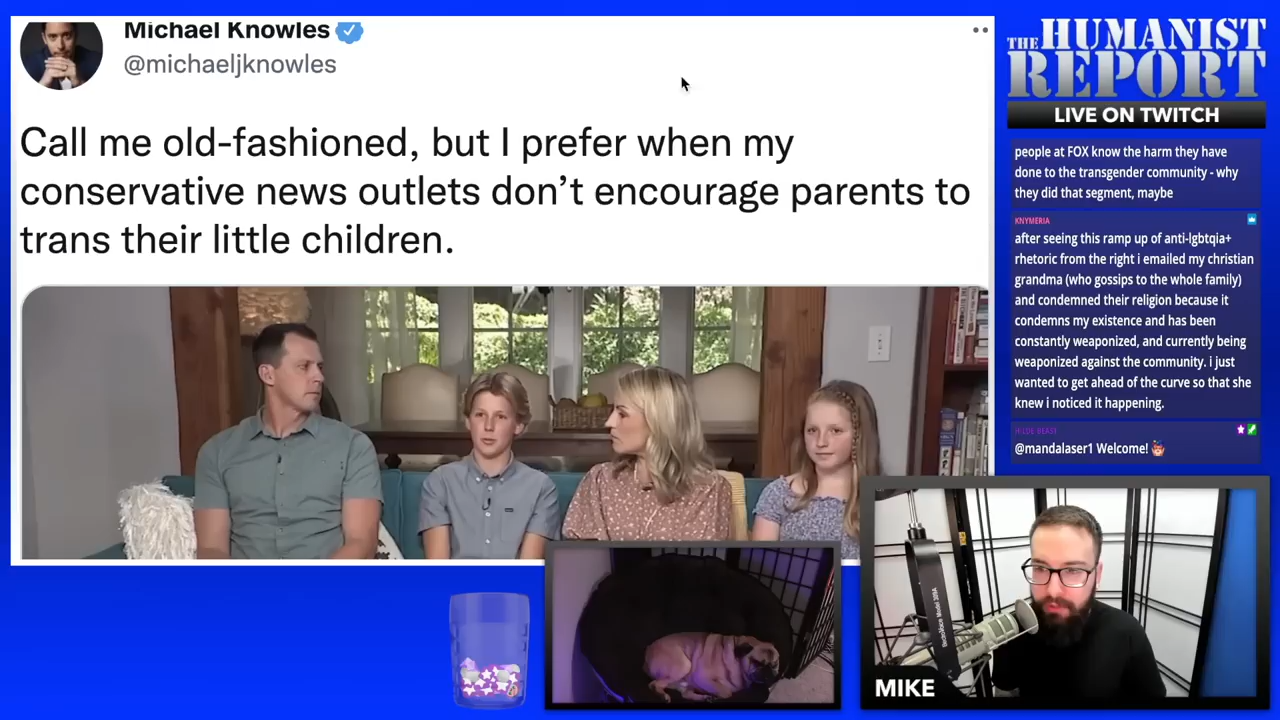 Michael Knowles
@michaeljknowles
Call me old-fashioned, but I prefer when my
conservative news outlets don’t encourage parents to
trans their little children.
THE HUMANIST
REPORT
LIVE ON TWITCH
people at FOX know the harm they have
done to the transgender community - why
they did that segment, maybe
KNYMERIA
after seeing this ramp up of anti-lgbtqia+
rhetoric from the right i emailed my christian
grandma (who gossips to the whole family)
and condemned their religion because it
condemns my existence and has been
constantly weaponized, and currently being
weaponized against the community. i just
wanted to get ahead of the curve so that she
knew i noticed it happening.
HILDE BEAST
@mandalaser1 Welcome!
MIKE